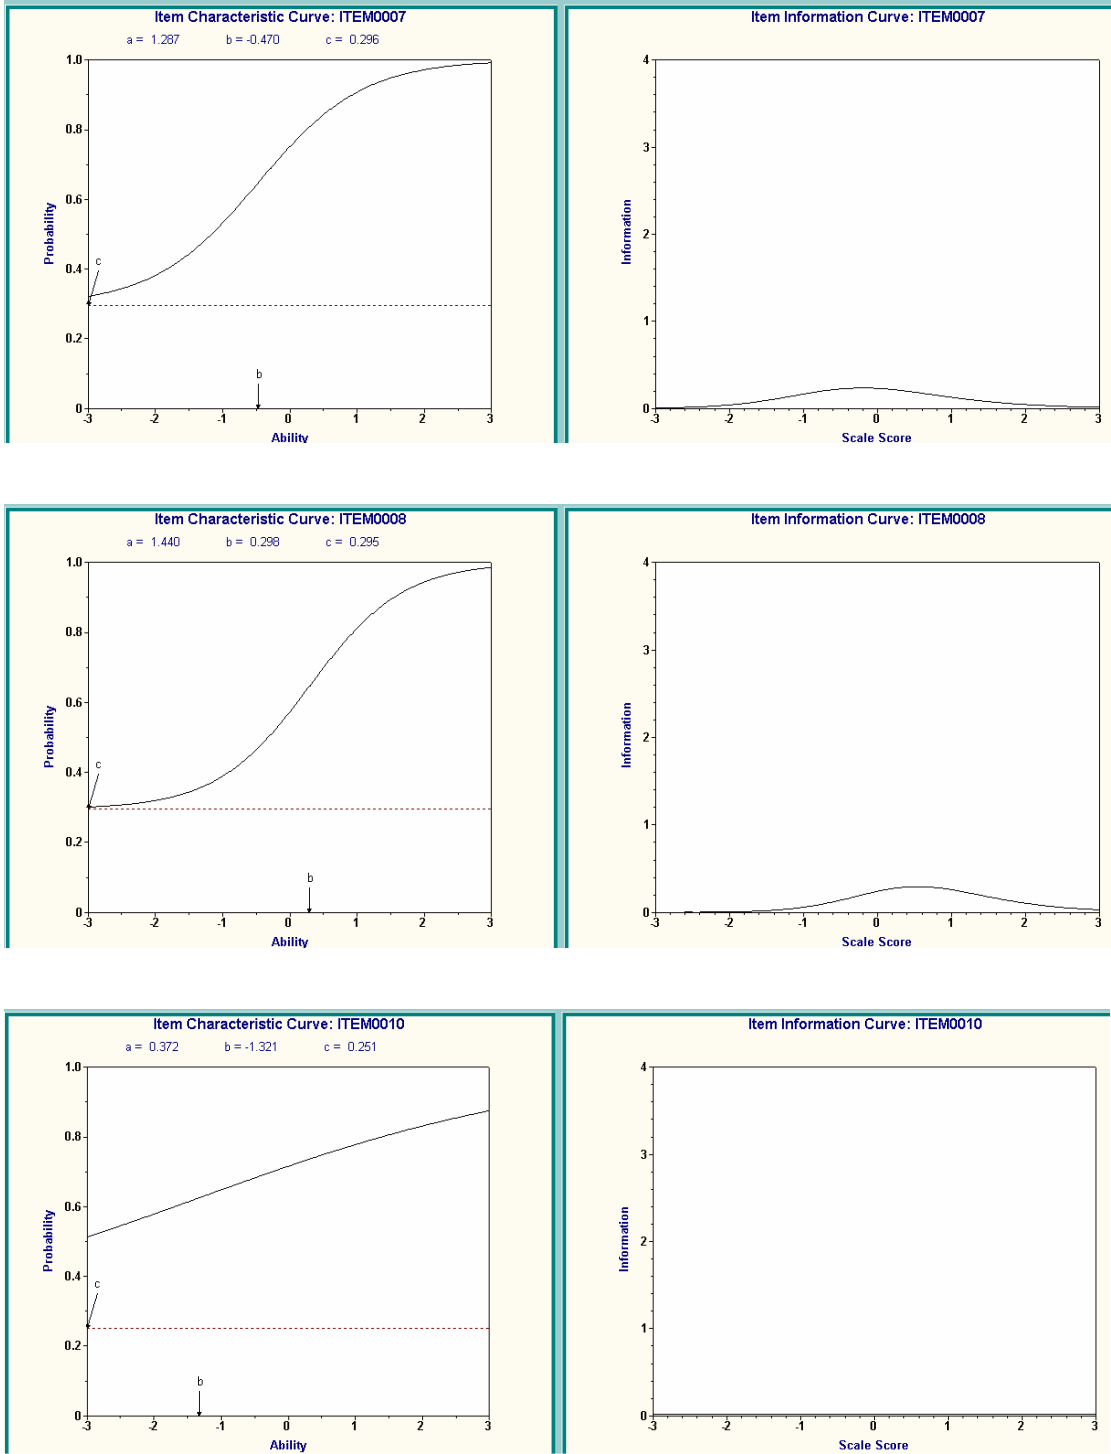 Item Characteristic Curve: ITEM0007
a = 1.287 b = -0.470 c = 0.296
1.0
0.8
0.6
0.4
0.2
0
Probability
c
b
-3 -2 -1 0 1 2 3
Ability
Item Information Curve: ITEM0007
4
3
2
1
0
Information
-3 -2 -1 0 1 2 3
Scale Score
Item Characteristic Curve: ITEM0008
a = 1.440 b = 0.298 c = 0.295
1.0
0.8
0.6
0.4
0.2
0
Probability
c
b
-3 -2 -1 0 1 2 3
Ability
Item Information Curve: ITEM0008
4
3
2
1
0
Information
-3 -2 -1 0 1 2 3
Scale Score
Item Characteristic Curve: ITEM0010
a = 0.372 b = -1.321 c = 0.251
1.0
0.8
0.6
0.4
0.2
0
Probability
c
b
-3 -2 -1 0 1 2 3
Ability
Item Information Curve: ITEM0010
4
3
2
1
0
Information
-3 -2 -1 0 1 2 3
Scale Score